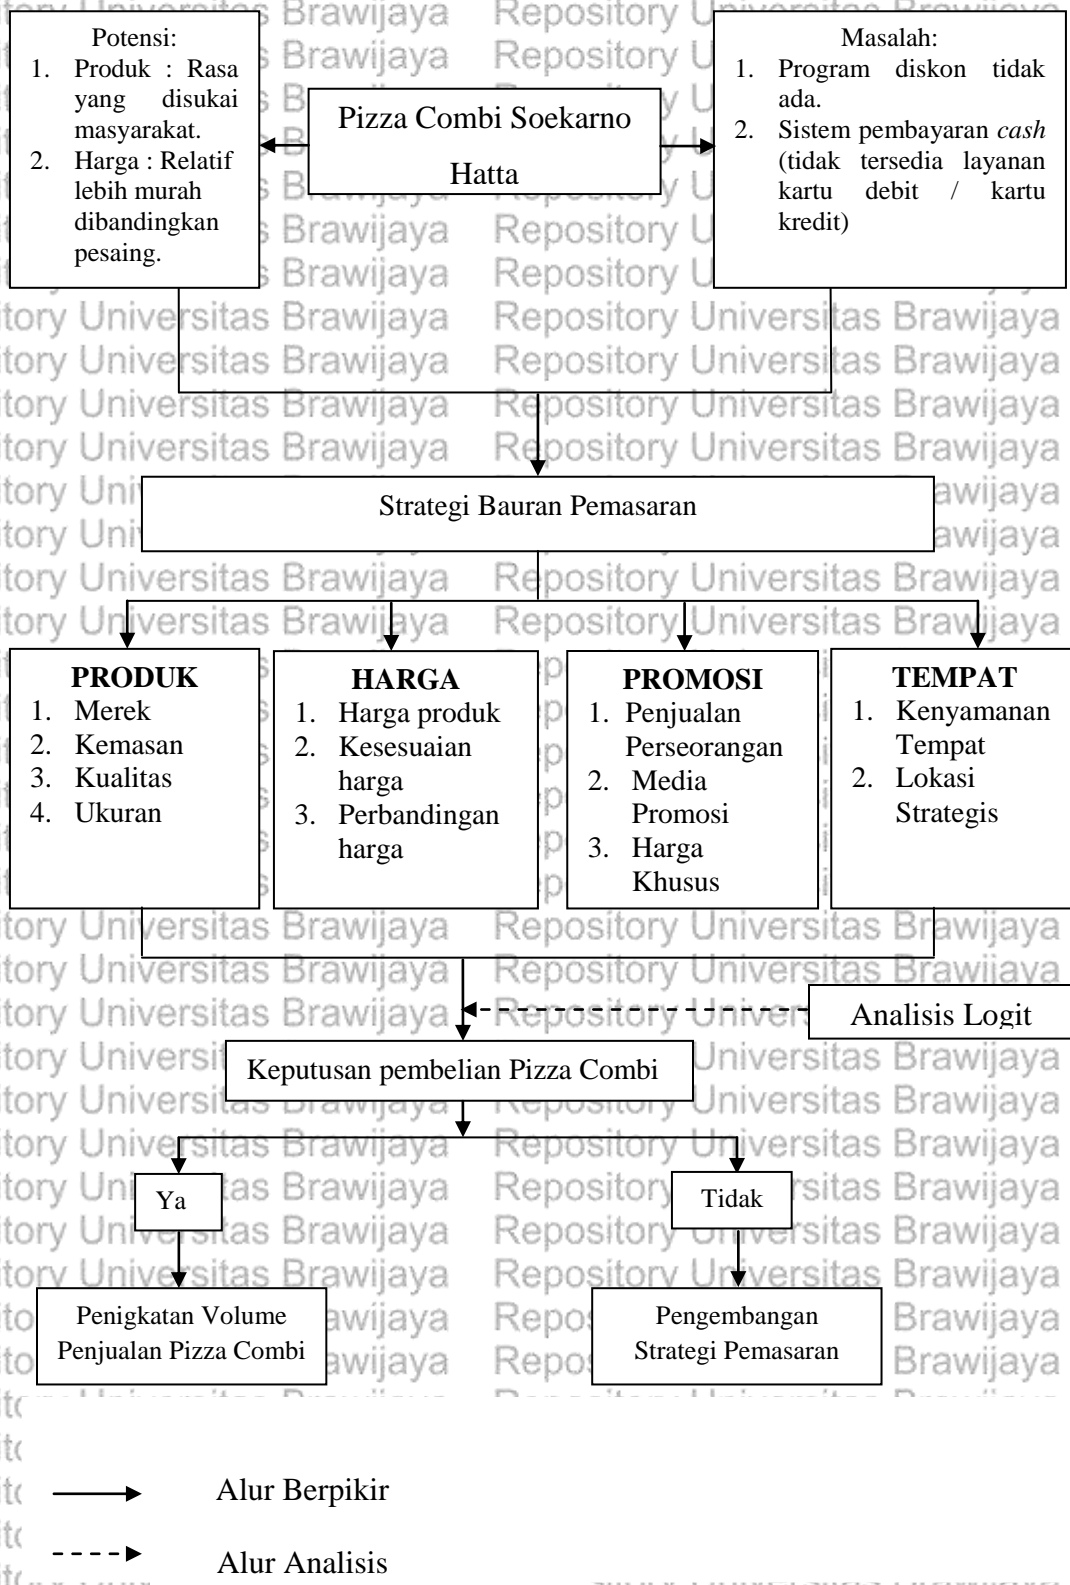 Potensi:
1. Produk : Rasa
yang disukai
masyarakat.
2. Harga : Relatif
lebih murah
dibandingkan
pesaing.
Pizza Combi Soekarno
Hatta
Masalah:
1. Program diskon tidak
ada.
2. Sistem pembayaran cash
(tidak tersedia layanan
kartu debit / kartu
kredit)
Strategi Bauran Pemasaran
PRODUK
1. Merek
2. Kemasan
3. Kualitas
4. Ukuran
HARGA
1. Harga produk
2. Kesesuaian
harga
3. Perbandingan
harga
PROMOSI
1. Penjualan
Perseorangan
2. Media
Promosi
3. Harga
Khusus
TEMPAT
1. Kenyamanan
Tempat
2. Lokasi
Strategis
Analisis Logit
Keputusan pembelian Pizza Combi
Ya
Tidak
Penigkatan Volume
Penjualan Pizza Combi
Pengembangan
Strategi Pemasaran
Alur Berpikir
Alur Analisis
Repository Universitas Brawijaya